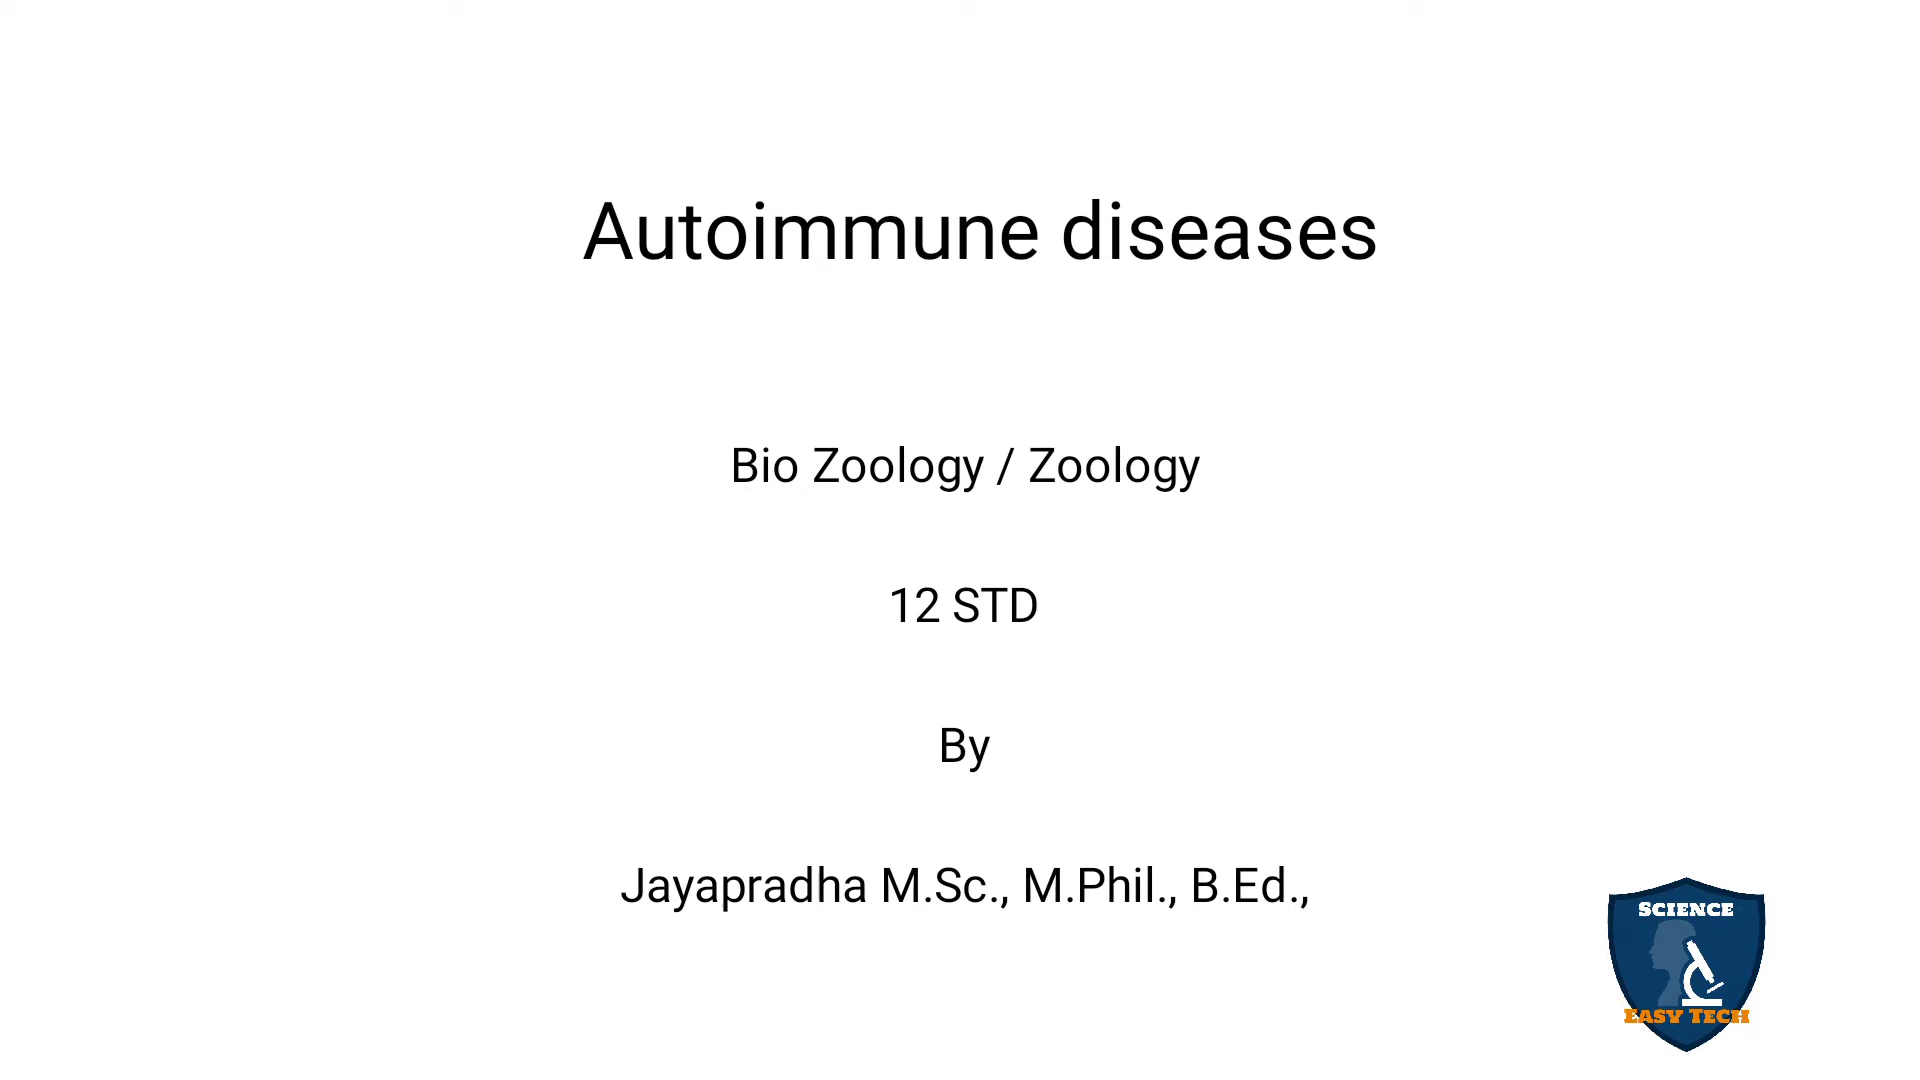 Autoimmune diseases
Bio Zoology / Zoology
12 STD
By
Jayapradha M.Sc., M.Phil., B.Ed.,
SCIENCE
EASY TECH